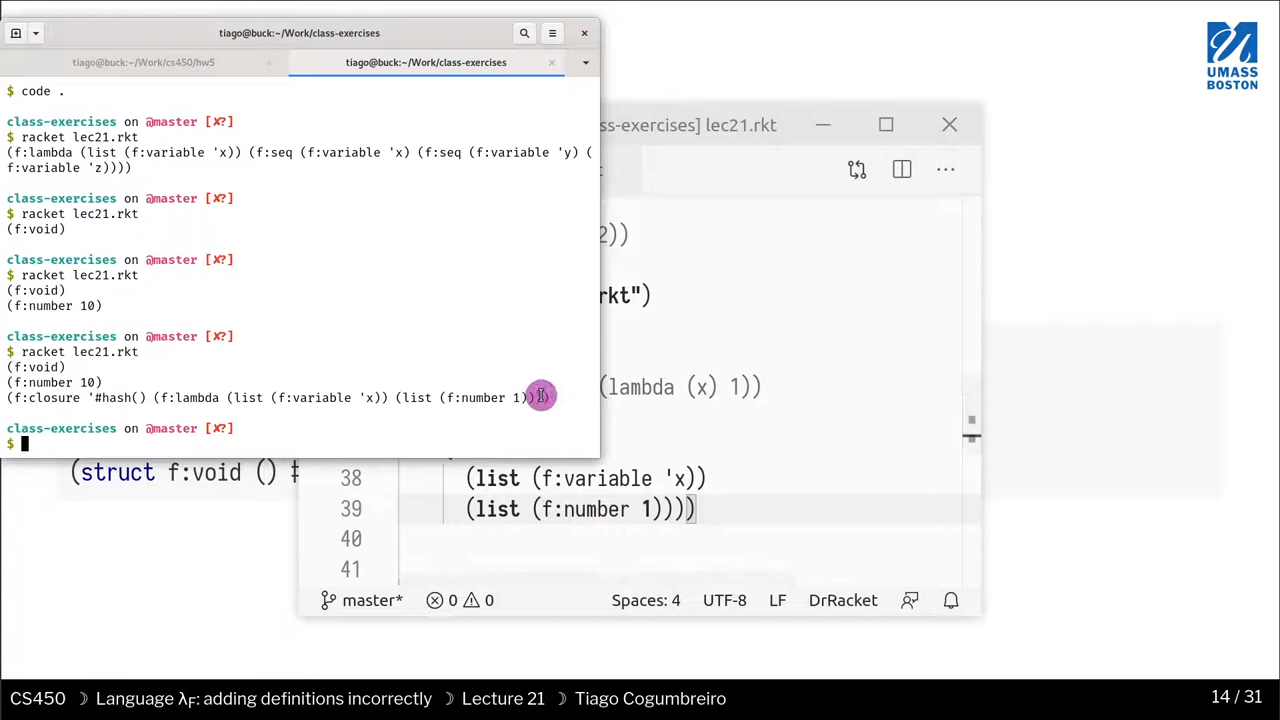 tiago@buck:~/Work/class-exercises
tiago@buck:~/Work/cs450/hw5
tiago@buck:~/Work/class-exercises
$ code .
class-exercises on @master [✘?]
$ racket lec21.rkt
(f:lambda (list (f:variable 'x)) (f:seq (f:variable 'x) (f:seq (f:variable 'y) (
f:variable 'z))))
class-exercises on @master [✘?]
$ racket lec21.rkt
(f:void)
class-exercises on @master [✘?]
$ racket lec21.rkt
(f:void)
(f:number 10)
class-exercises on @master [✘?]
$ racket lec21.rkt
(f:void)
(f:number 10)
(f:closure '#hash() (f:lambda (list (f:variable 'x)) (list (f:number 1))))
class-exercises on @master [✘?]
$
UMASS
BOSTON
ss-exercises] lec21.rkt
t
2))
rkt")
(lambda (x) 1))
38 (list (f:variable 'x))
39 (list (f:number 1))))
40
41
master* 0 0 Spaces: 4 UTF-8 LF DrRacket
(struct f:void ()
CS450 ☽ Language λF: adding definitions incorrectly ☽ Lecture 21 ☽ Tiago Cogumbreiro
14 / 31